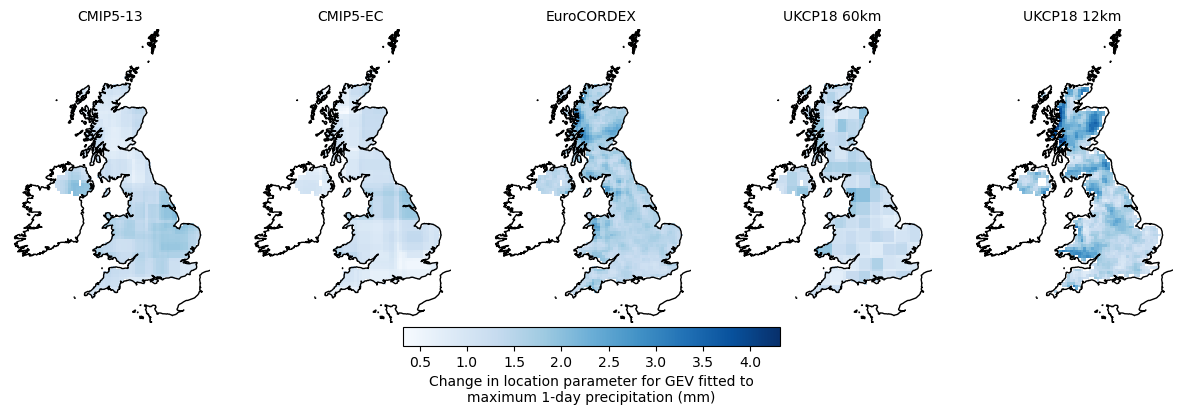 CMIP5-13
CMIP5-EC
EuroCORDEX
UKCP18 60km
UKCP18 12km
0.5 1.0 1.5 2.0 2.5 3.0 3.5 4.0
Change in location parameter for GEV fitted to
maximum 1-day precipitation (mm)